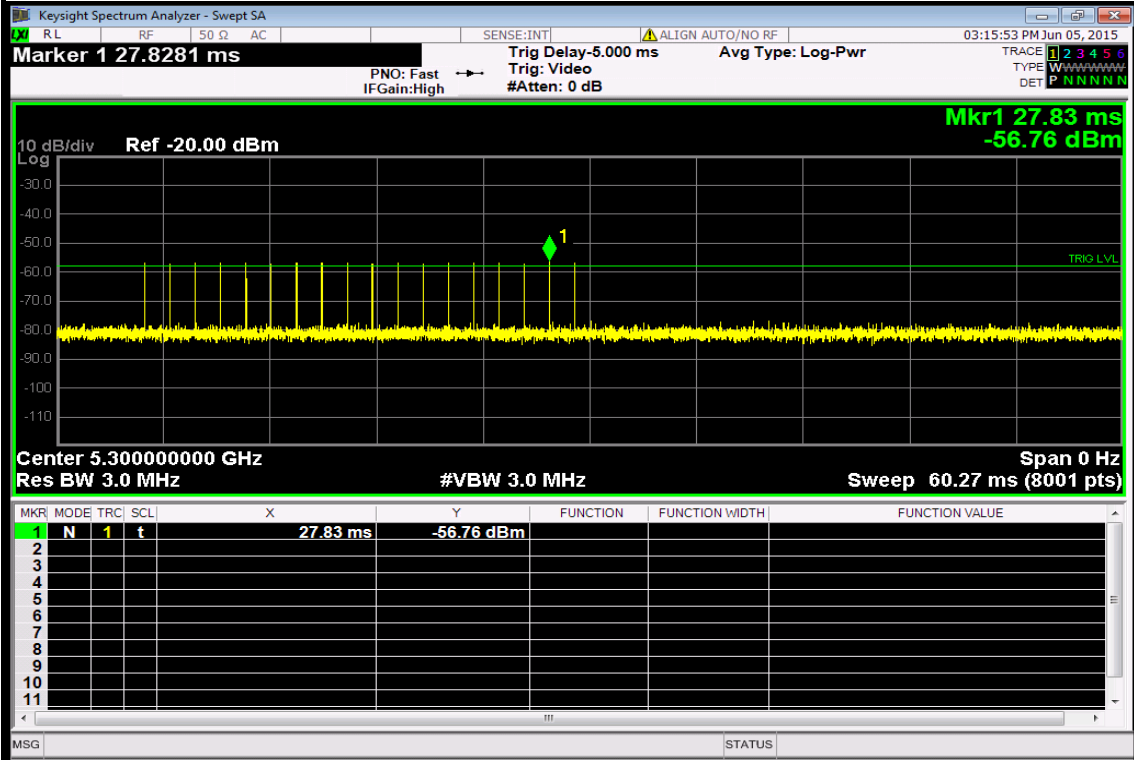 Keysight Spectrum Analyzer - Swept SA
LXI RL RF 50 Ω AC SENSE:INT ALIGN AUTO/NO RF 03:15:53 PM Jun 05, 2015
Marker 1 27.8281 ms Trig Delay-5.000 ms Avg Type: Log-Pwr TRACE 1 2 3 4 5 6
PNO: Fast Trig: Video TYPE WWWWWW
IFGain:High #Atten: 0 dB DET P N N N N N
Mkr1 27.83 ms
10 dB/div Ref -20.00 dBm -56.76 dBm
Log
-30.0
-40.0
-50.0
1
TRIG LVL
-60.0
-70.0
-80.0
-90.0
-100
-110
Center 5.300000000 GHz Span 0 Hz
Res BW 3.0 MHz #VBW 3.0 MHz Sweep 60.27 ms (8001 pts)
MKR MODE TRC SCL X Y FUNCTION FUNCTION WIDTH FUNCTION VALUE
1 N 1 t 27.83 ms -56.76 dBm
2
3
4
5
6
7
8
9
10
11
MSG STATUS